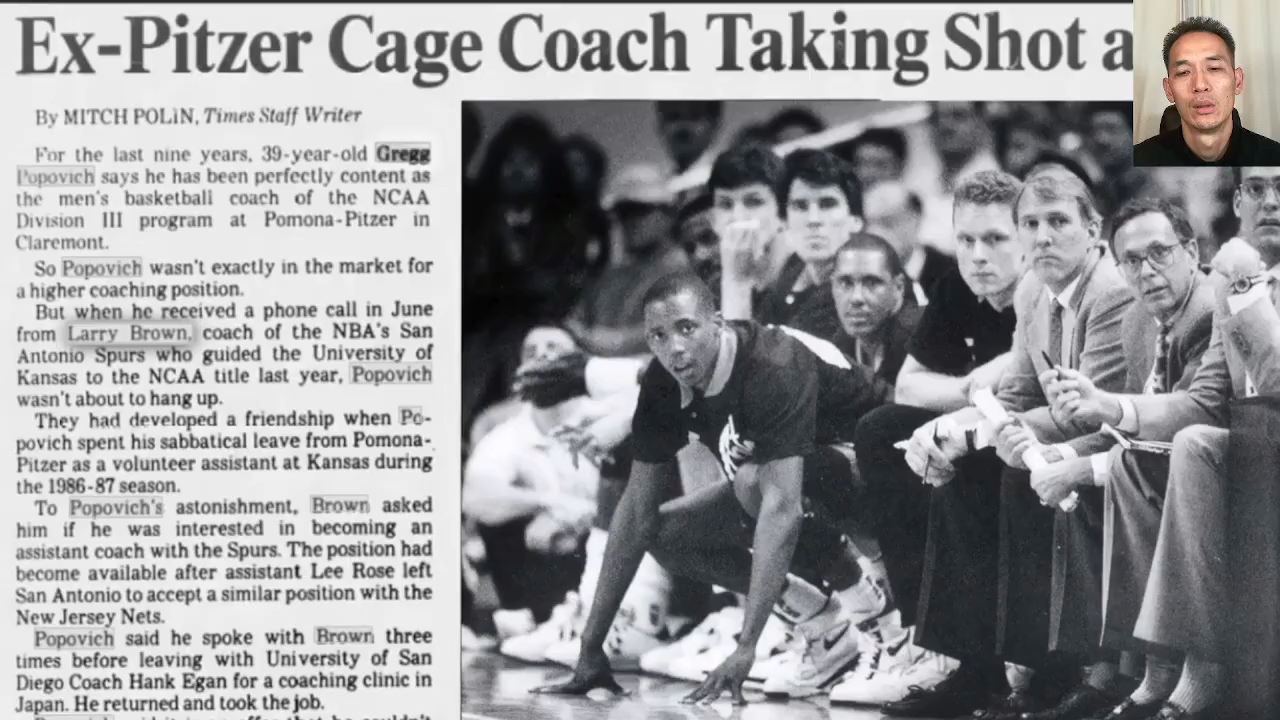 Ex-Pitzer Cage Coach Taking Shot a
By MITCH POLIN, Times Staff Writer
For the last nine years, 39-year-old Gregg
Popovich says he has been perfectly content as
the men's basketball coach of the NCAA
Division III program at Pomona-Pitzer in
Claremont.
So Popovich wasn't exactly in the market for
a higher coaching position.
But when he received a phone call in June
from Larry Brown, coach of the NBA's San
Antonio Spurs who guided the University of
Kansas to the NCAA title last year, Popovich
wasn't about to hang up.
They had developed a friendship when Po-
povich spent his sabbatical leave from Pomona-
Pitzer as a volunteer assistant at Kansas during
the 1986-87 season.
To Popovich's astonishment, Brown asked
him if he was interested in becoming an
assistant coach with the Spurs. The position had
become available after assistant Lee Rose left
San Antonio to accept a similar position with the
New Jersey Nets.
Popovich said he spoke with Brown three
times before leaving with University of San
Diego Coach Hank Egan for a coaching clinic in
Japan. He returned and took the job.